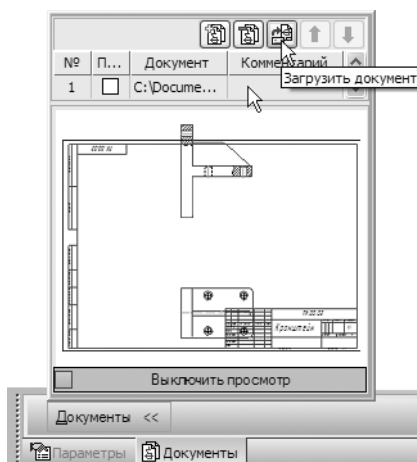 № П... Документ Комментарий
Загрузить документ
1 C:\Docume...
Кронштейн
Выключить просмотр
Документы <<
Параметры Документы